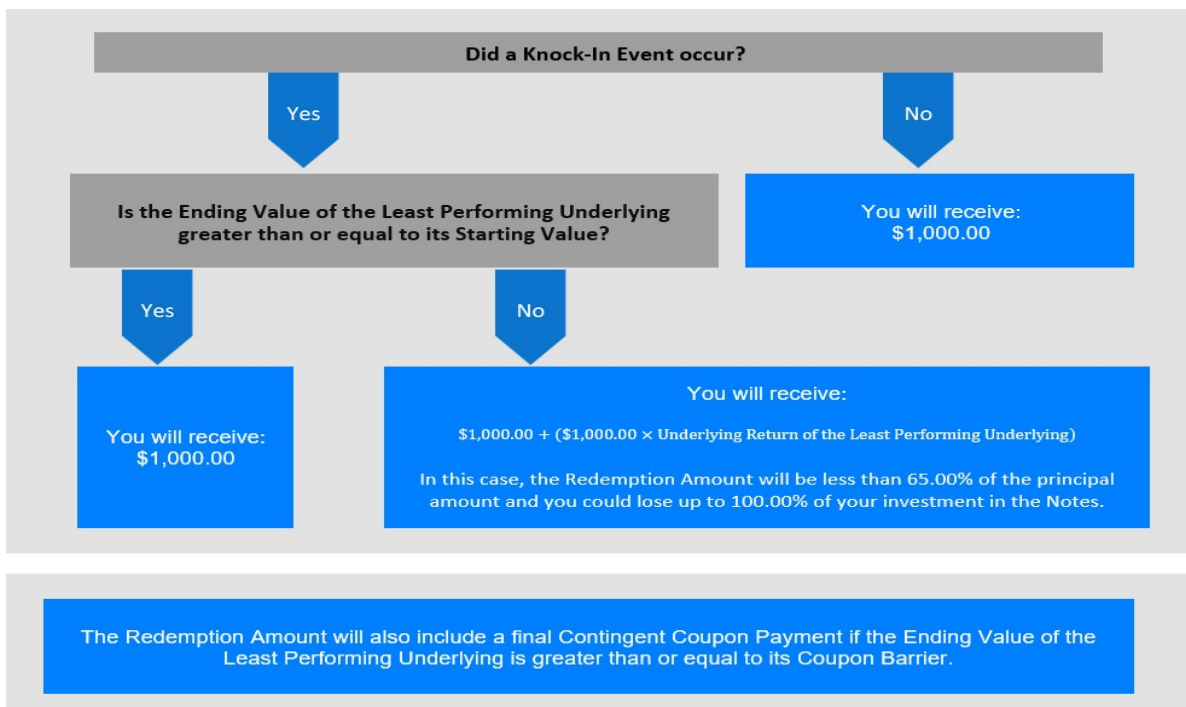 Did a Knock-In Event occur?
Yes
No
Is the Ending Value of the Least Performing Underlying
greater than or equal to its Starting Value?
You will receive:
$1,000.00
Yes
No
You will receive:
$1,000.00
You will receive:
$1,000.00 + ($1,000.00 × Underlying Return of the Least Performing Underlying)
In this case, the Redemption Amount will be less than 65.00% of the principal
amount and you could lose up to 100.00% of your investment in the Notes.
The Redemption Amount will also include a final Contingent Coupon Payment if the Ending Value of the
Least Performing Underlying is greater than or equal to its Coupon Barrier.